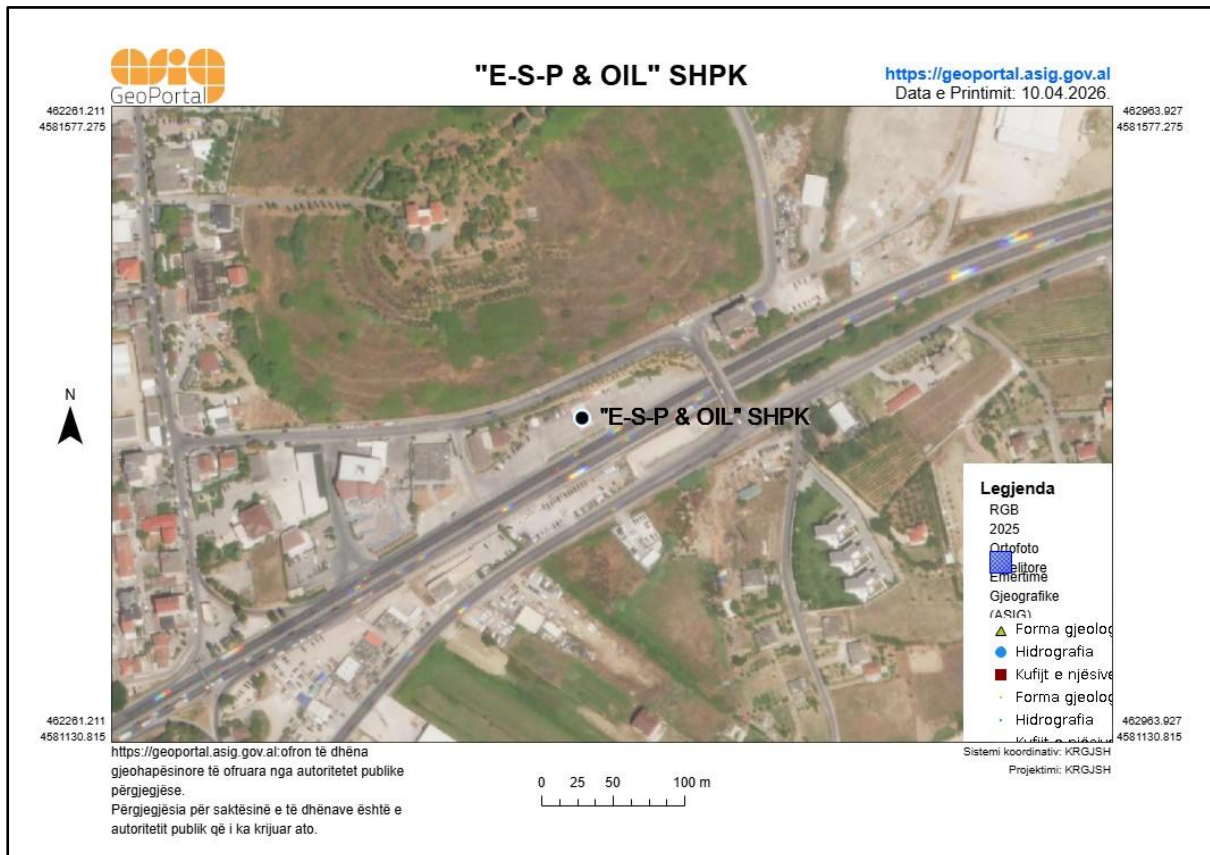 GeoPortal
"E-S-P & OIL" SHPK
https://geoportal.asig.gov.al
Data e Printimit: 10.04.2026.
462261.211
4581577.275
462963.927
4581577.275
N
"E-S-P & OIL" SHPK
Legjenda
RGB
2025
Ortofoto
Emërtime
Gjeografike
(ASIG)
Forma gjeolog
Hidrografia
Kufijt e njësive
Forma gjeolog
Hidrografia
Kufijt e njësive
462261.211
4581130.815
462963.927
4581130.815
https://geoportal.asig.gov.al:ofron të dhëna
gjeohapësinore të ofruara nga autoritetet publike
përgjegjëse.
Përgjegjësia për saktësinë e të dhënave është e
autoritetit publik që i ka krijuar ato.
0 25 50 100 m
Sistemi koordinativ: KRGJSH
Projektimi: KRGJSH